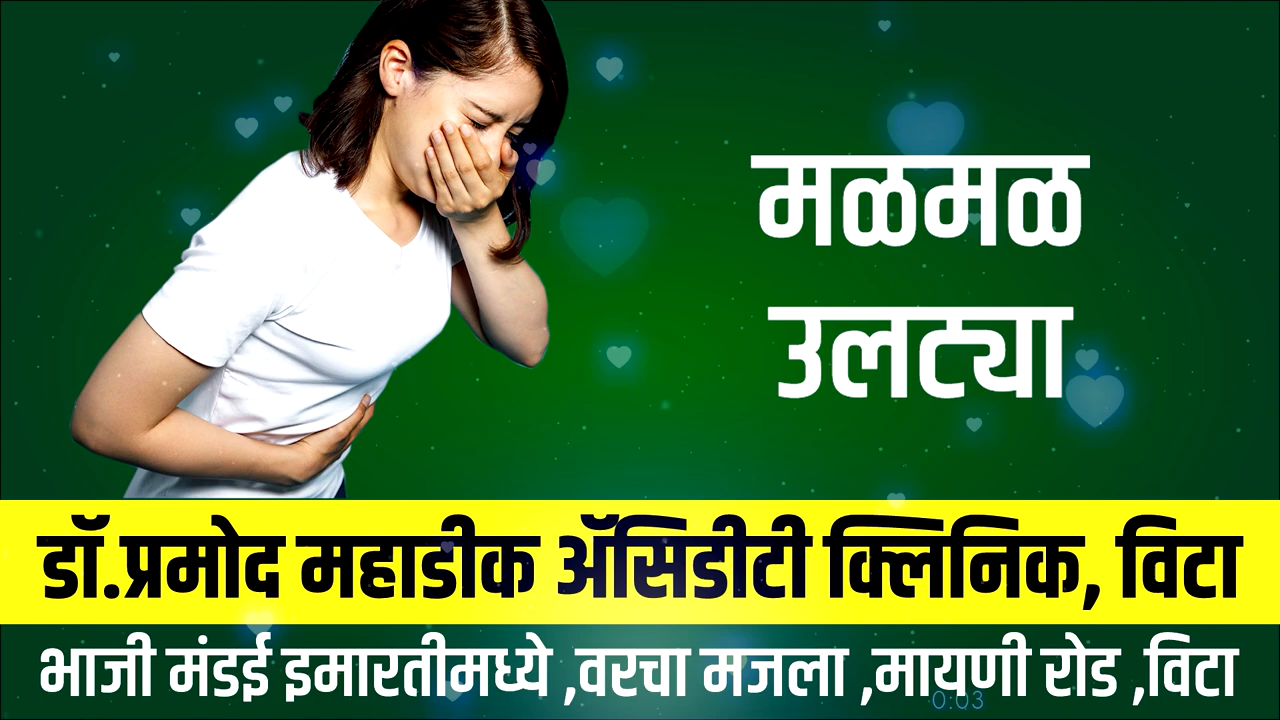 मळमळ
उलट्या
डॉ.प्रमोद महाडीक ॲसिडीटी क्लिनिक, विटा
भाजी मंडई इमारतीमध्ये ,वरचा मजला ,मायणी रोड ,विटा
0:03